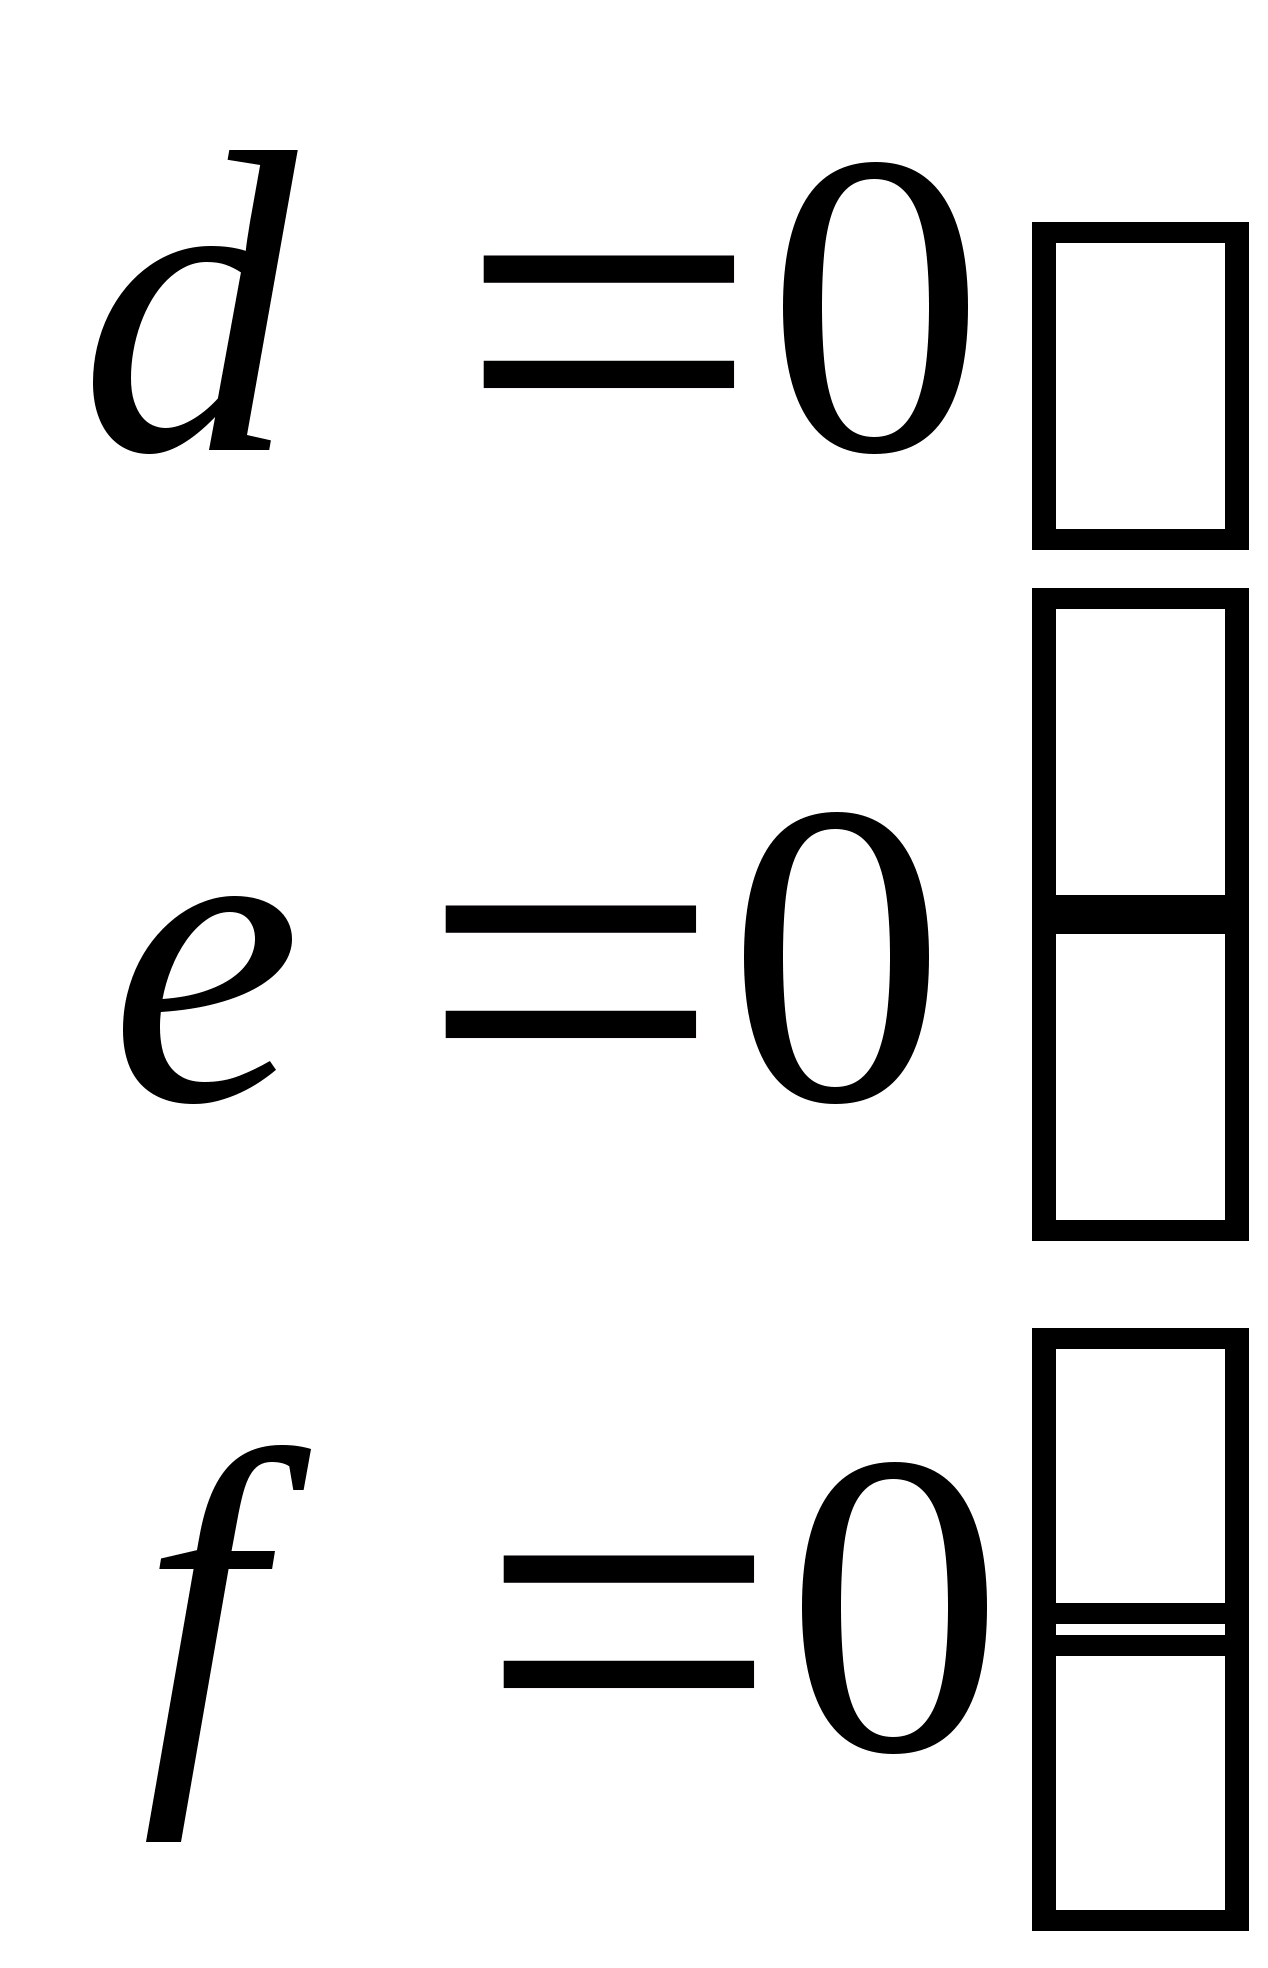 d = 0
e = 0
f = 0